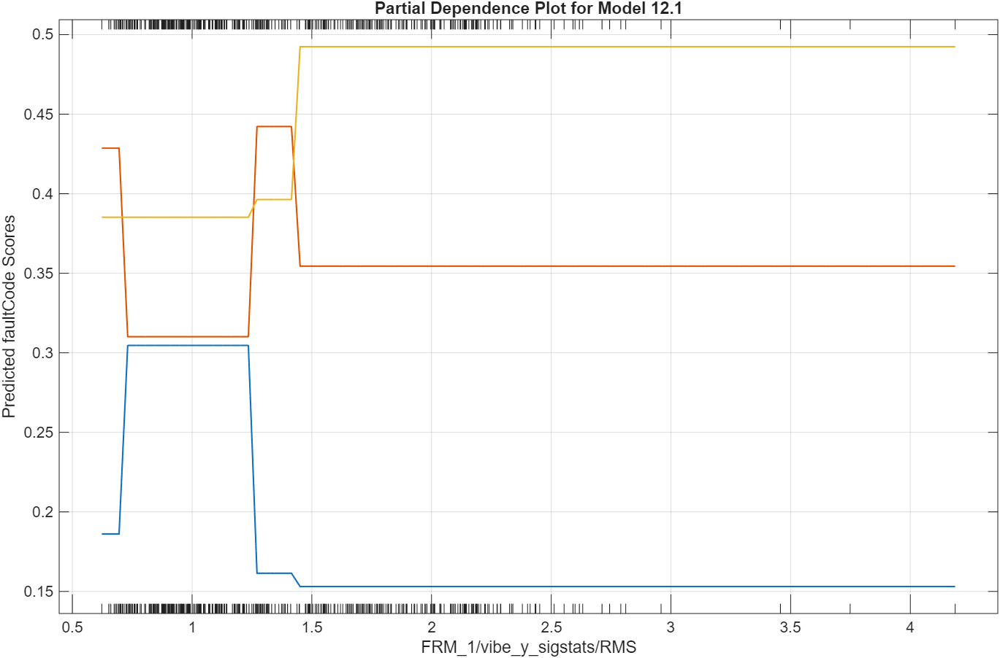 Partial Dependence Plot for Model 12.1
0.5
0.45
0.4
0.35
0.3
0.25
0.2
0.15
Predicted faultCode Scores
0.5 1 1.5 2 2.5 3 3.5 4
FRM_1/vibe_y_sigstats/RMS